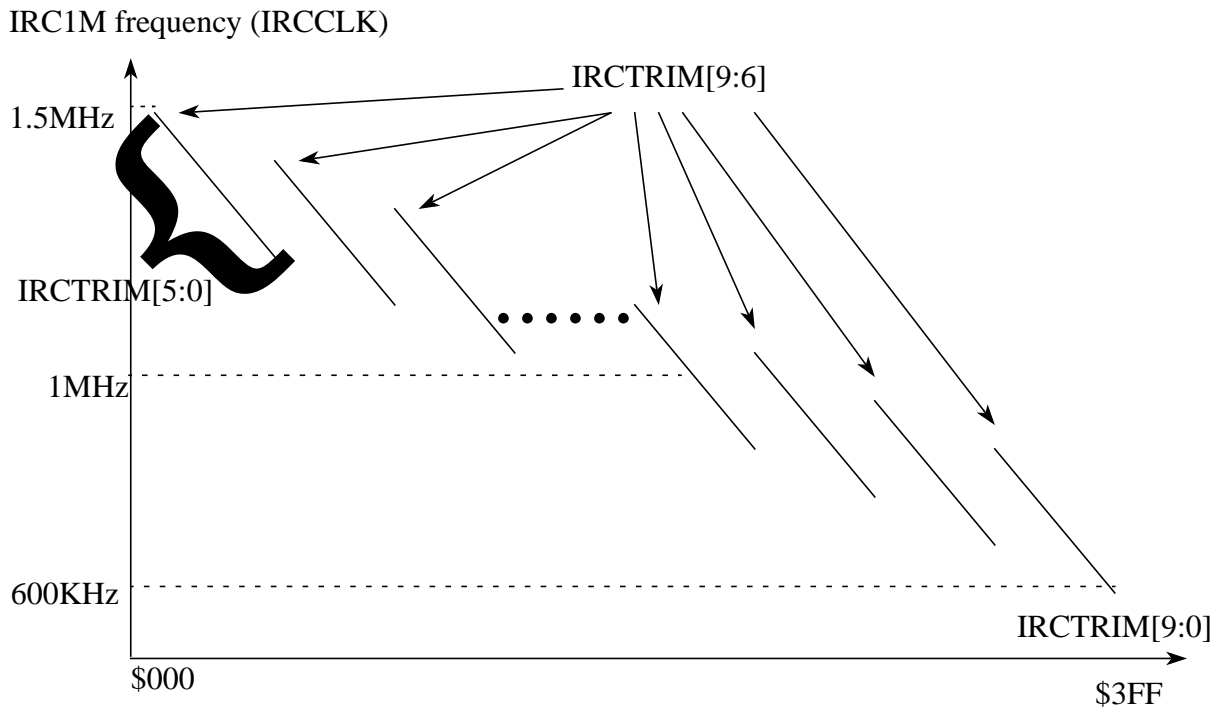 IRC1M frequency (IRCCLK)
IRCTRIM[9:6]
1.5MHz
IRCTRIM[5:0]
1MHz
600KHz
IRCTRIM[9:0]
$000
$3FF